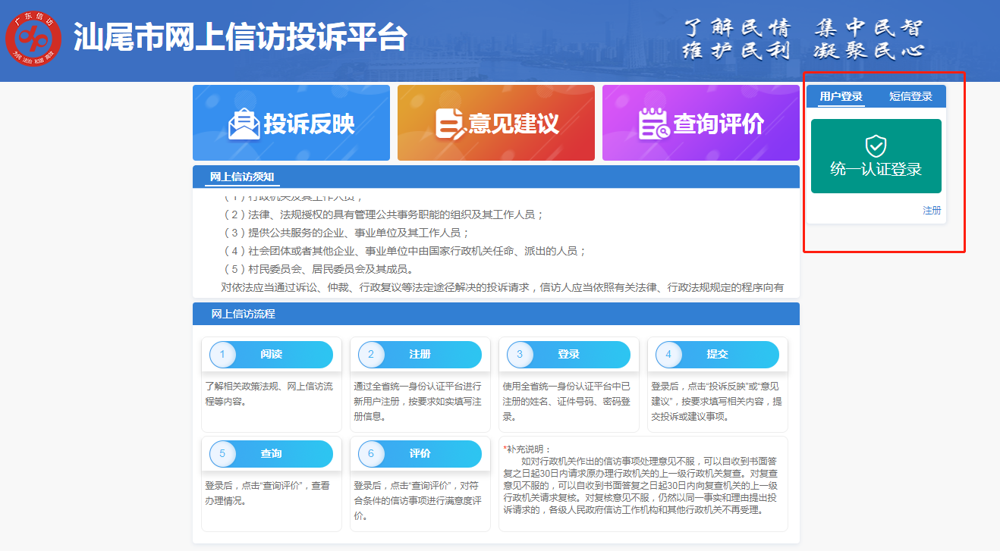 广东信访
为民 法治 和谐 高效
汕尾市网上信访投诉平台
了解民情 集中民智
维护民利 凝聚民心
投诉反映
意见建议
查询评价
用户登录 短信登录
统一认证登录
注册
网上信访须知
（1）行政机关及其工作人员；
（2）法律、法规授权的具有管理公共事务职能的组织及其工作人员；
（3）提供公共服务的企业、事业单位及其工作人员；
（4）社会团体或者其他企业、事业单位中由国家行政机关任命、派出的人员；
（5）村民委员会、居民委员会及其成员。
对依法应当通过诉讼、仲裁、行政复议等法定途径解决的投诉请求，信访人应当依照有关法律、行政法规规定的程序向有
网上信访流程
1 阅读
了解相关政策法规、网上信访流
程等内容。
2 注册
通过全省统一身份认证平台进行
新用户注册，按要求如实填写注
册信息。
3 登录
使用全省统一身份认证平台中已
注册的姓名、证件号码、密码登
录。
4 提交
登录后，点击“投诉反映”或“意见
建议”，按要求填写相关内容，提
交投诉或建议事项。
5 查询
登录后，点击“查询评价”，查看
办理情况。
6 评价
登录后，点击“查询评价”，对符
合条件的信访事项进行满意度评
价。
*补充说明：
如对行政机关作出的信访事项处理意见不服，可以自收到书面答
复之日起30日内请求原办理行政机关的上一级行政机关复查。对复查
意见不服的，可以自收到书面答复之日起30日内向复查机关的上一级
行政机关请求复核。对复核意见不服，仍然以同一事实和理由提出投
诉请求的，各级人民政府信访工作机构和其他行政机关不再受理。